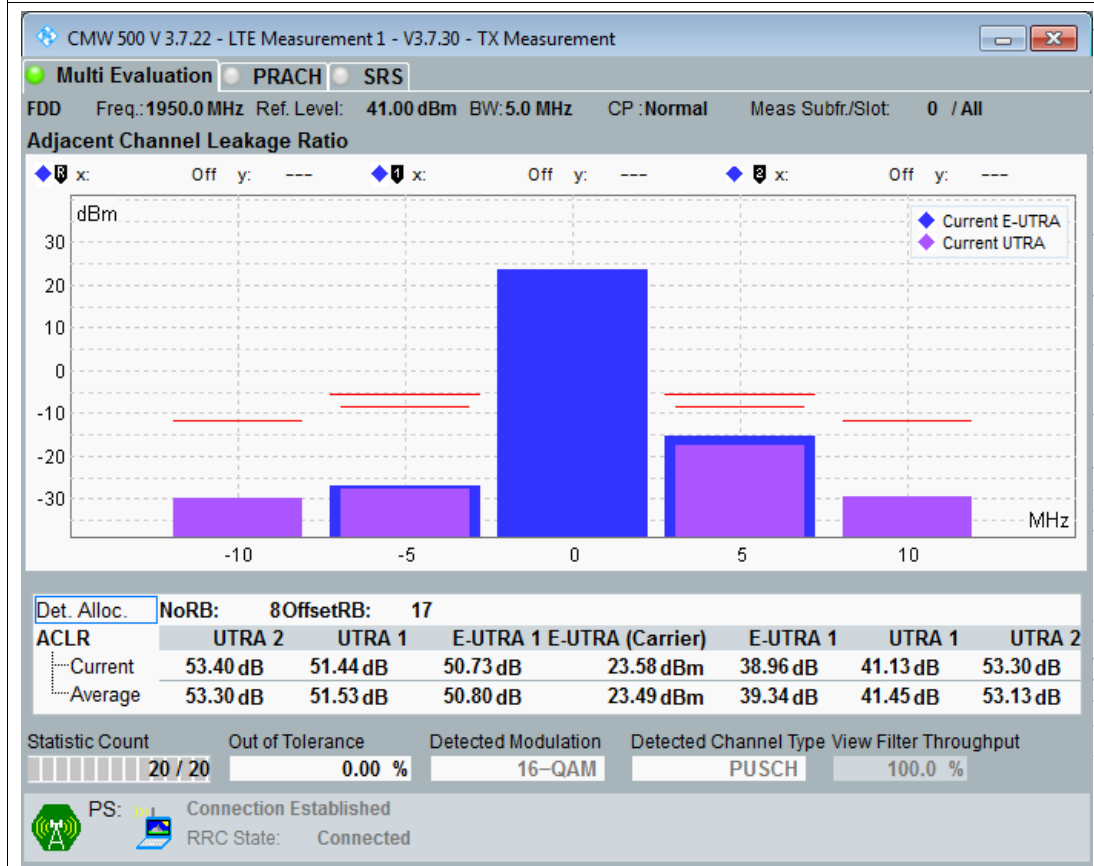 CMW 500 V 3.7.22 - LTE Measurement 1 - V3.7.30 - TX Measurement
Multi Evaluation PRACH SRS
FDD Freq.: 1950.0 MHz Ref. Level: 41.00 dBm BW: 5.0 MHz CP : Normal Meas Subfr./Slot: 0 / All
Adjacent Channel Leakage Ratio
R x: Off y: --- 1 x: Off y: --- 2 x: Off y: ---
dBm
Current E-UTRA
Current UTRA
30
20
10
0
-10
-20
-30
MHz
-10 -5 0 5 10
Det. Alloc. NoRB: 8 OffsetRB: 17
ACLR UTRA 2 UTRA 1 E-UTRA 1 E-UTRA (Carrier) E-UTRA 1 UTRA 1 UTRA 2
Current 53.40 dB 51.44 dB 50.73 dB 23.58 dBm 38.96 dB 41.13 dB 53.30 dB
Average 53.30 dB 51.53 dB 50.80 dB 23.49 dBm 39.34 dB 41.45 dB 53.13 dB
Statistic Count Out of Tolerance Detected Modulation Detected Channel Type View Filter Throughput
20 / 20 0.00 % 16-QAM PUSCH 100.0 %
PS: Connection Established
RRC State: Connected